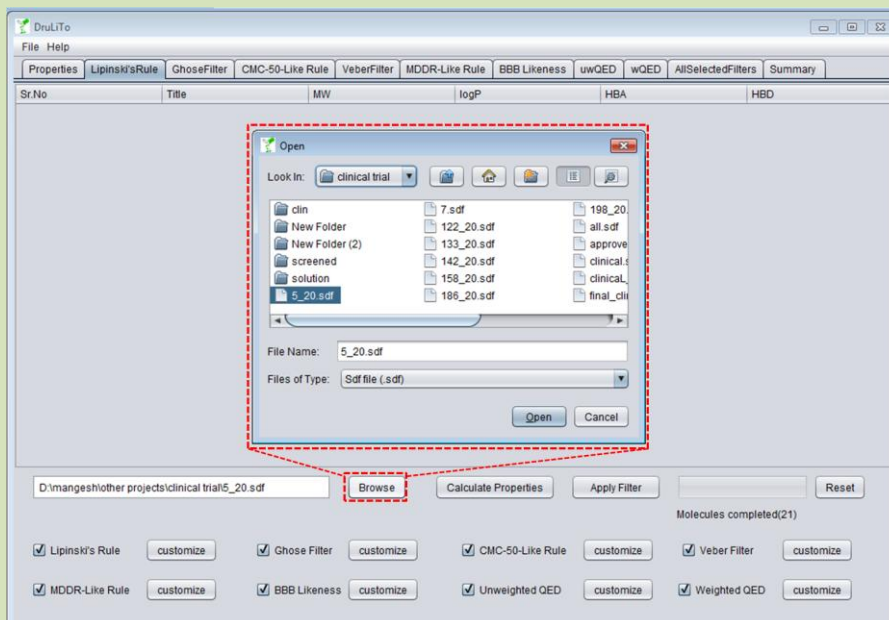 DruLiTo
File Help
Properties Lipinski'sRule GhoseFilter CMC-50-Like Rule VeberFilter MDDR-Like Rule BBB Likeness uwQED wQED AllSelectedFilters Summary
Sr.No Title MW logP HBA HBD
Open
Look In: clinical trial
clin 7.sdf 198_20.
New Folder 122_20.sdf all.sdf
New Folder (2) 133_20.sdf approve
screened 142_20.sdf clinical.s
solution 158_20.sdf clinical_
5_20.sdf 186_20.sdf final_clin
File Name: 5_20.sdf
Files of Type: Sdf file (.sdf)
Open Cancel
D:\mangesh\other projects\clinical trial\5_20.sdf Browse Calculate Properties Apply Filter Reset
Molecules completed(21)
Lipinski's Rule customize Ghose Filter customize CMC-50-Like Rule customize Veber Filter customize
MDDR-Like Rule customize BBB Likeness customize Unweighted QED customize Weighted QED customize